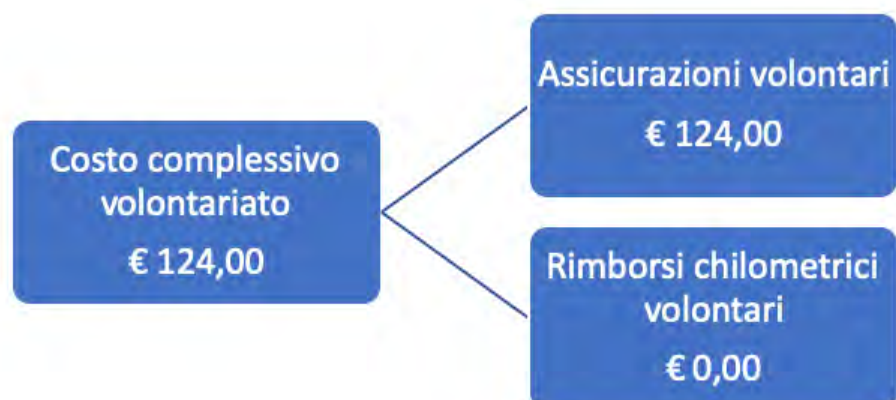 Costo complessivo
volontariato
€ 124,00
Assicurazioni volontari
€ 124,00
Rimborsi chilometrici
volontari
€ 0,00